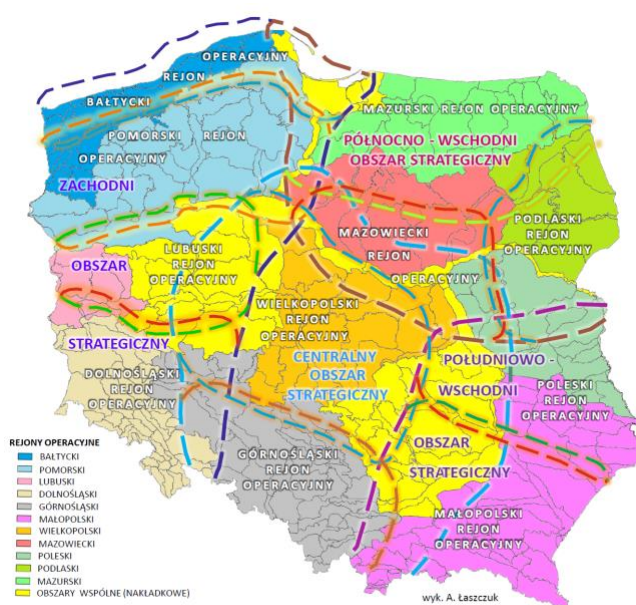 OPERACYJNY
REJON
BAŁTYCKI
MAZURSKI REJON OPERACYJNY
POMORSKI REJON
OPERACYJNY
PÓŁNOCNO - WSCHODNI
OBSZAR STRATEGICZNY
ZACHODNI
PODLASKI
REJON
OPERACYJNY
MAZOWIECKI
REJON
OPERACYJNY
LUBUSKI
REJON
OPERACYJNY
OBSZAR
WIELKOPOLSKI
REJON
OPERACYJNY
STRATEGICZNY
CENTRALNY
OBSZAR
STRATEGICZNY
POŁUDNIOWO -
WSCHODNI
DOLNOŚLĄSKI
REJON
OPERACYJNY
POLESKI
REJON
OPERACYJNY
OBSZAR
STRATEGICZNY
GÓRNOŚLĄSKI
REJON
OPERACYJNY
MAŁOPOLSKI
REJON
OPERACYJNY
REJONY OPERACYJNE
BAŁTYCKI
POMORSKI
LUBUSKI
DOLNOŚLĄSKI
GÓRNOŚLĄSKI
MAŁOPOLSKI
WIELKOPOLSKI
MAZOWIECKI
POLESKI
PODLASKI
MAZURSKI
OBSZARY WSPÓLNE (NAKŁADKOWE)
wyk. A. Łaszczuk